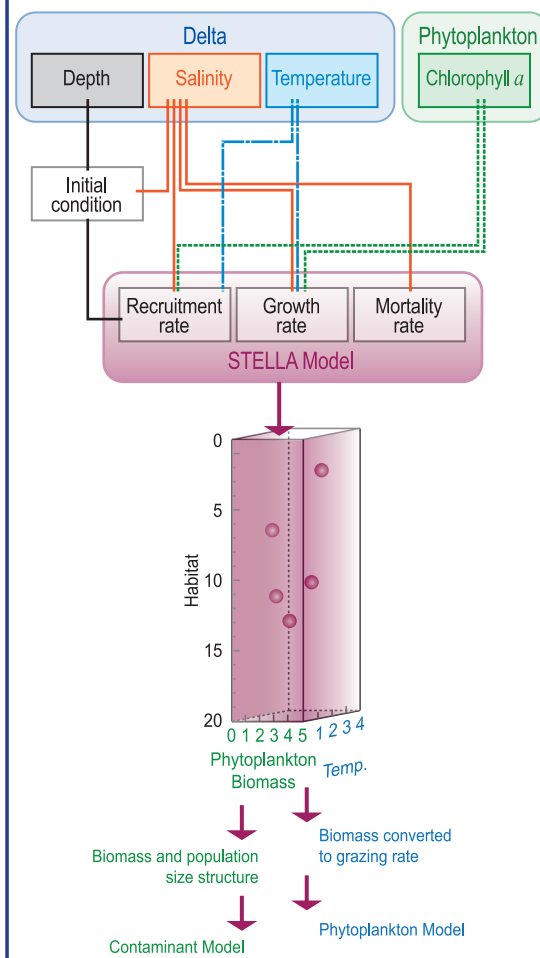 Delta
Phytoplankton
Depth
Salinity
Temperature
Chlorophyll a
Initial
condition
Recruitment
rate
Growth
rate
Mortality
rate
STELLA Model
0
5
10
15
20
Habitat
0 1 2 3 4 5
1 2 3 4
Phytoplankton
Biomass
Temp.
Biomass and population
size structure
Biomass converted
to grazing rate
Contaminant Model
Phytoplankton Model